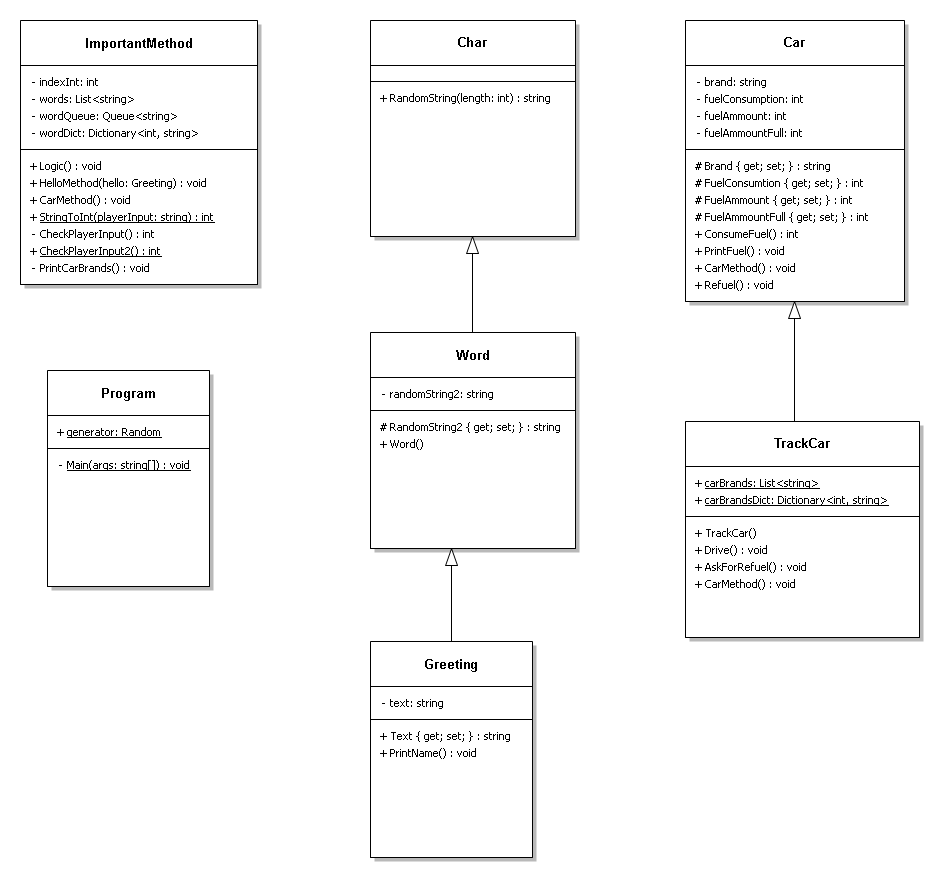 ImportantMethod
- indexInt: int
- words: List<string>
- wordQueue: Queue<string>
- wordDict: Dictionary<int, string>
+ Logic() : void
+ HelloMethod(hello: Greeting) : void
+ CarMethod() : void
+ StringToInt(playerInput: string) : int
- CheckPlayerInput() : int
+ CheckPlayerInput2() : int
- PrintCarBrands() : void
Program
+ generator: Random
- Main(args: string[]) : void
Char
+ RandomString(length: int) : string
Word
- randomString2: string
# RandomString2 { get; set; } : string
+ Word()
Greeting
- text: string
+ Text { get; set; } : string
+ PrintName() : void
Car
- brand: string
- fuelConsumption: int
- fuelAmmount: int
- fuelAmmountFull: int
# Brand { get; set; } : string
# FuelConsumtion { get; set; } : int
# FuelAmmount { get; set; } : int
# FuelAmmountFull { get; set; } : int
+ ConsumeFuel() : int
+ PrintFuel() : void
+ CarMethod() : void
+ Refuel() : void
TrackCar
+ carBrands: List<string>
+ carBrandsDict: Dictionary<int, string>
+ TrackCar()
+ Drive() : void
+ AskForRefuel() : void
+ CarMethod() : void